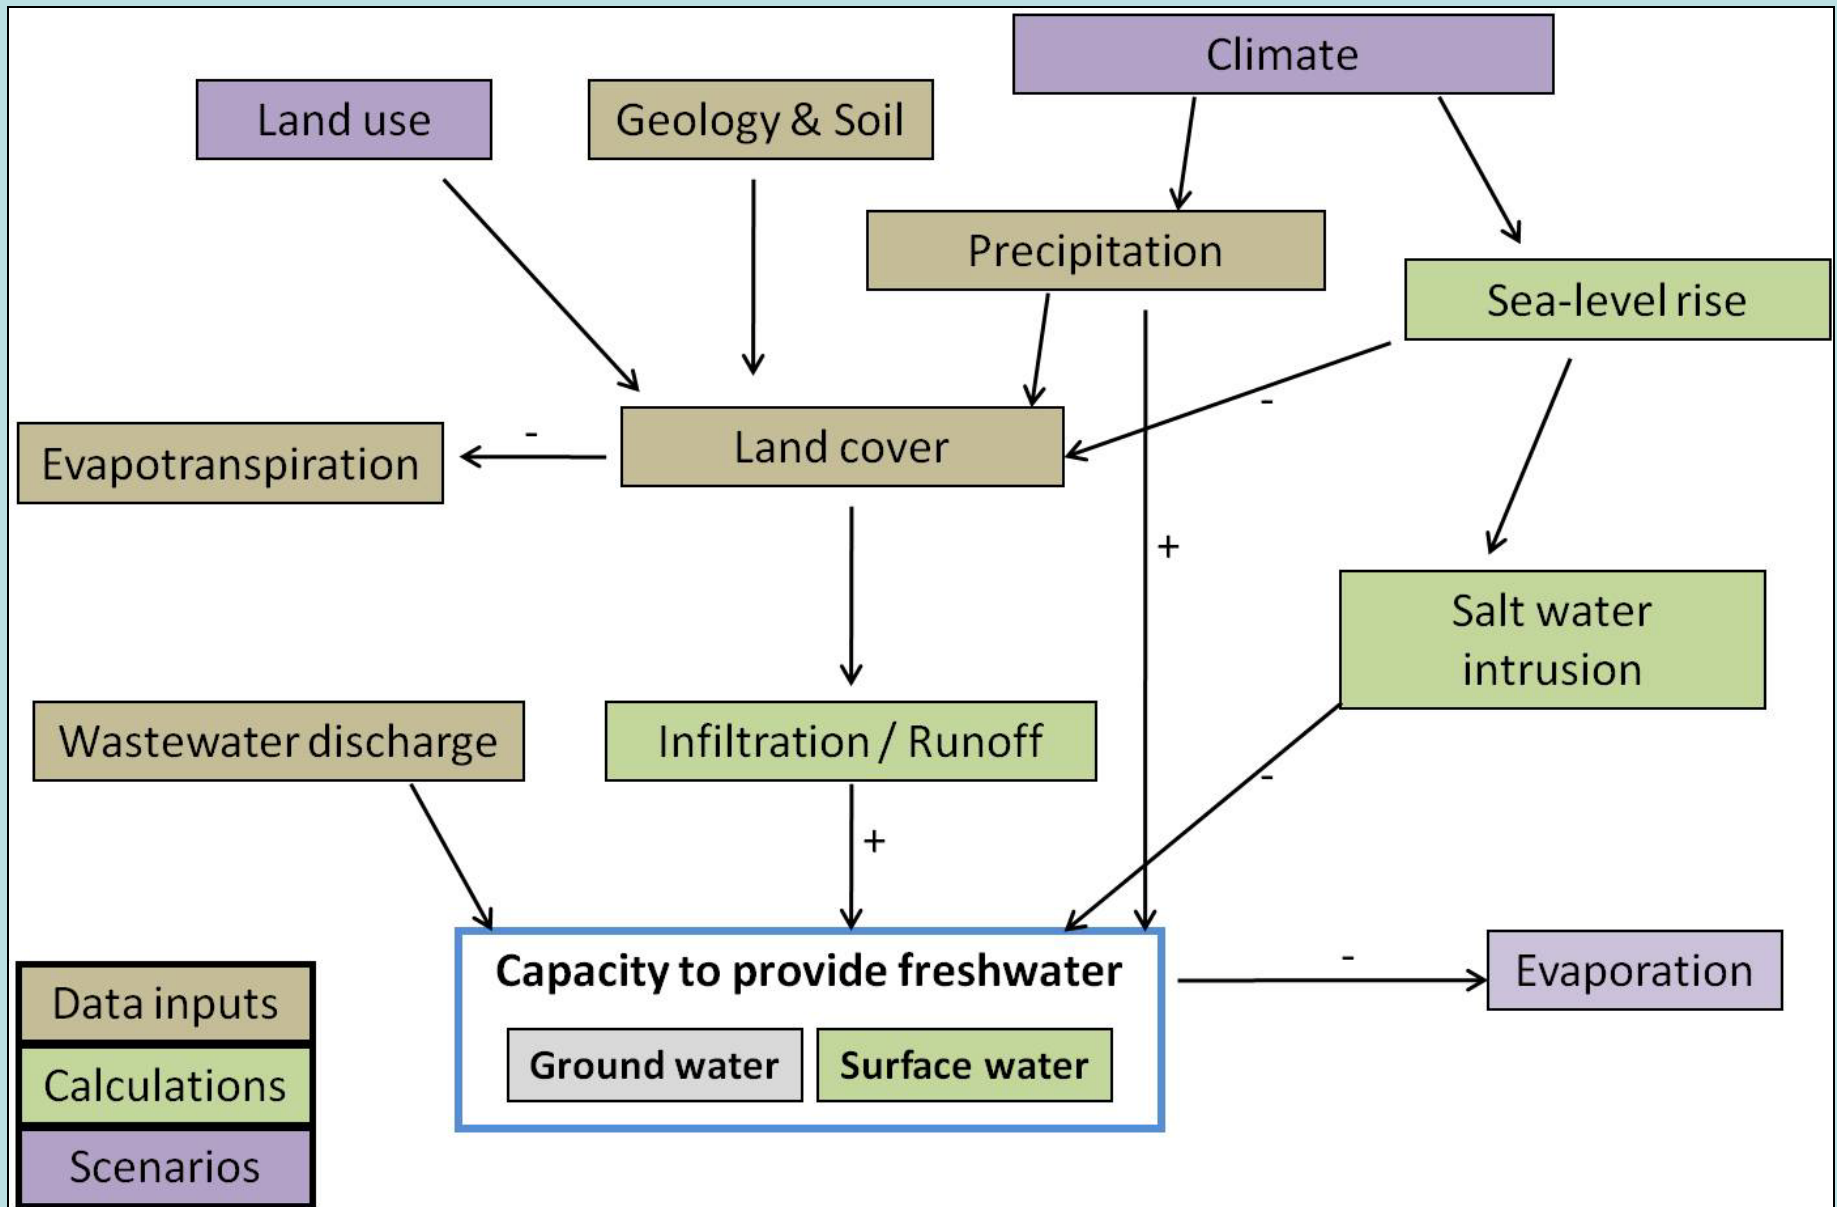 Climate
Land use
Geology & Soil
Precipitation
Sea-level rise
-
-
Land cover
Evapotranspiration
+
Salt water
intrusion
Wastewater discharge
Infiltration / Runoff
-
+
Capacity to provide freshwater
-
Evaporation
Ground water
Surface water
Data inputs
Calculations
Scenarios